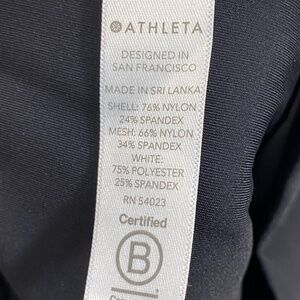 ATHLETA
DESIGNED IN
SAN FRANCISCO
MADE IN SRI LANKA
SHELL: 76% NYLON
24% SPANDEX
MESH: 66% NYLON
34% SPANDEX
WHITE:
75% POLYESTER
25% SPANDEX
RN 54023
Certified
B